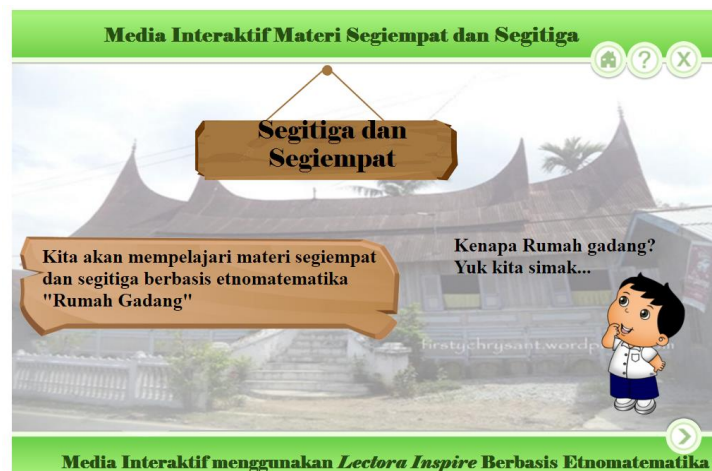 Media Interaktif Materi Segiempat dan Segitiga
?
X
Segitiga dan
Segiempat
Kita akan mempelajari materi segiempat
dan segitiga berbasis etnomatematika
"Rumah Gadang"
Kenapa Rumah gadang?
Yuk kita simak...
Media Interaktif menggunakan Lectora Inspire Berbasis Etnomatematika